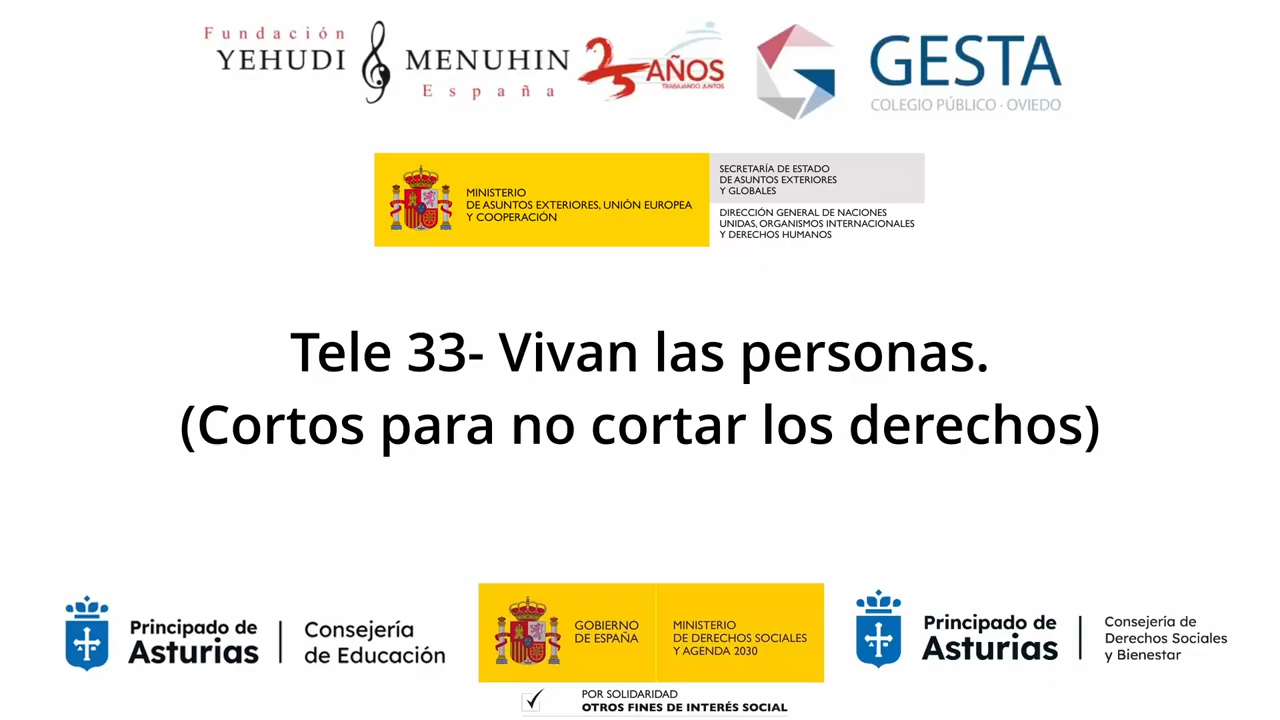 Fundación
YEHUDI MENUHIN
España
25 AÑOS
TRABAJANDO JUNTOS
GESTA
COLEGIO PÚBLICO · OVIEDO
MINISTERIO
DE ASUNTOS EXTERIORES, UNIÓN EUROPEA
Y COOPERACIÓN
SECRETARÍA DE ESTADO
DE ASUNTOS EXTERIORES
Y GLOBALES
DIRECCIÓN GENERAL DE NACIONES
UNIDAS, ORGANISMOS INTERNACIONALES
Y DERECHOS HUMANOS
Tele 33- Vivan las personas.
(Cortos para no cortar los derechos)
Principado de
Asturias
Consejería
de Educación
GOBIERNO
DE ESPAÑA
MINISTERIO
DE DERECHOS SOCIALES
Y AGENDA 2030
POR SOLIDARIDAD
OTROS FINES DE INTERÉS SOCIAL
Principado de
Asturias
Consejería de
Derechos Sociales
y Bienestar